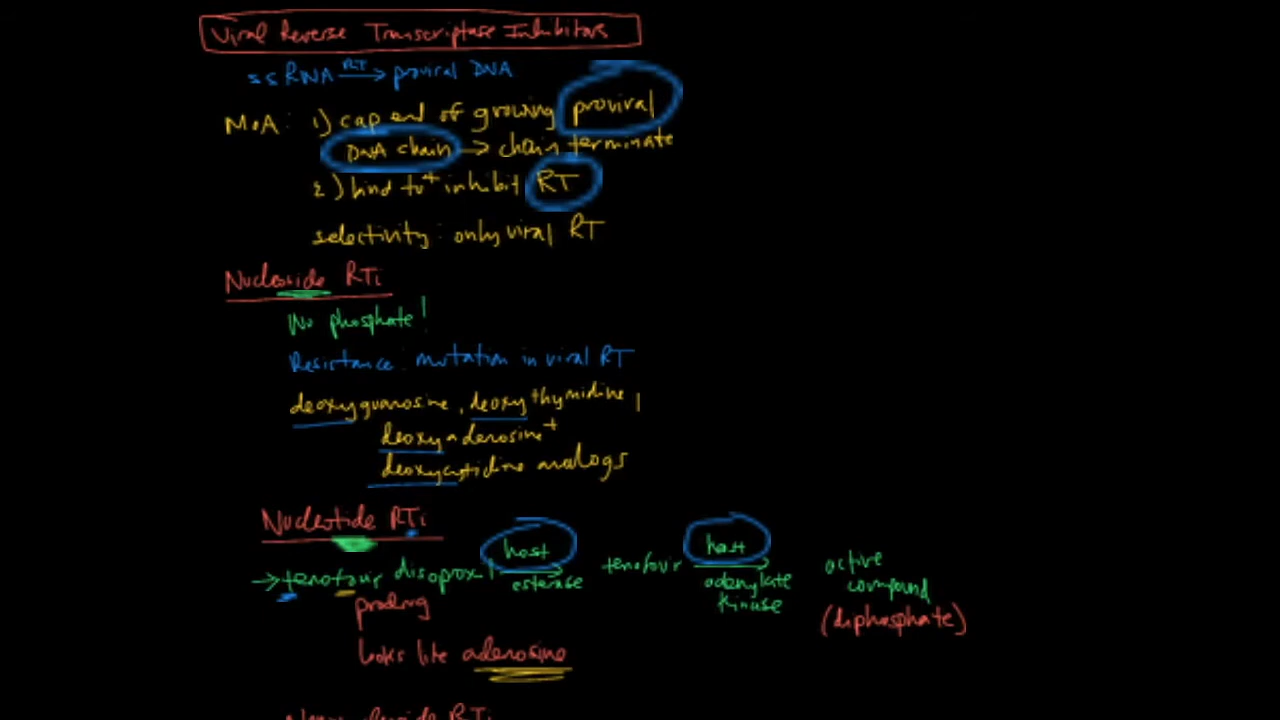 Viral Reverse Transcriptase Inhibitors
ssRNA RT→ proviral DNA
MoA: 1) cap end of growing proviral
DNA chain → chain terminate
2) bind to + inhibit RT
selectivity: only viral RT
Nucleoside RTi
No phosphate!
Resistance: mutation in viral RT
deoxyguanosine, deoxythymidine,
deoxyadenosine +
deoxycytidine analogs
Nucleotide RTi
→ tenofovir disoproxil host esterase → tenofovir host adenylate kinase → active compound (diphosphate)
prodrug
looks like adenosine